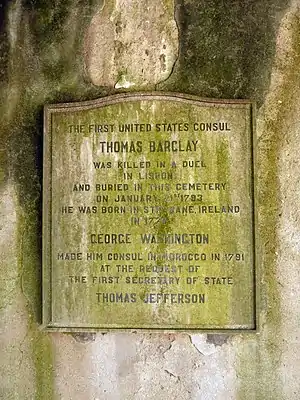 THE FIRST UNITED STATES CONSUL
THOMAS BARCLAY
WAS KILLED IN A DUEL
IN LISBON
AND BURIED IN THIS CEMETERY
ON JANUARY 21ST 1793
HE WAS BORN IN STRABANE, IRELAND
IN
GEORGE WASHINGTON
MADE HIM CONSUL IN MOROCCO IN 1791
AT THE REQUEST OF
THE FIRST SECRETARY OF STATE
THOMAS JEFFERSON